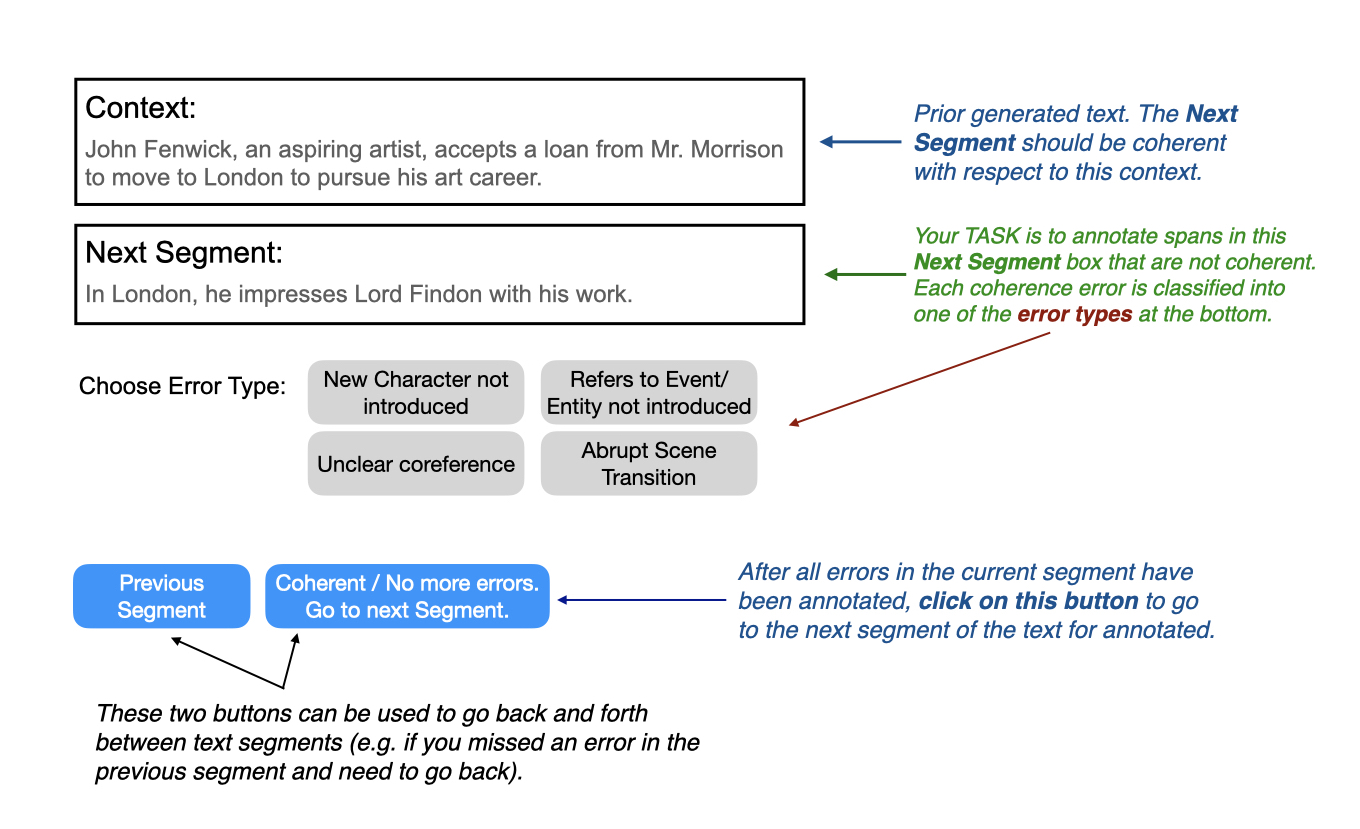 Context:
John Fenwick, an aspiring artist, accepts a loan from Mr. Morrison
to move to London to pursue his art career.
Prior generated text. The Next
Segment should be coherent
with respect to this context.
Next Segment:
In London, he impresses Lord Findon with his work.
Your TASK is to annotate spans in this
Next Segment box that are not coherent.
Each coherence error is classified into
one of the error types at the bottom.
Choose Error Type:
New Character not
introduced
Refers to Event/
Entity not introduced
Unclear coreference
Abrupt Scene
Transition
Previous
Segment
Coherent / No more errors.
Go to next Segment.
After all errors in the current segment have
been annotated, click on this button to go
to the next segment of the text for annotated.
These two buttons can be used to go back and forth
between text segments (e.g. if you missed an error in the
previous segment and need to go back).